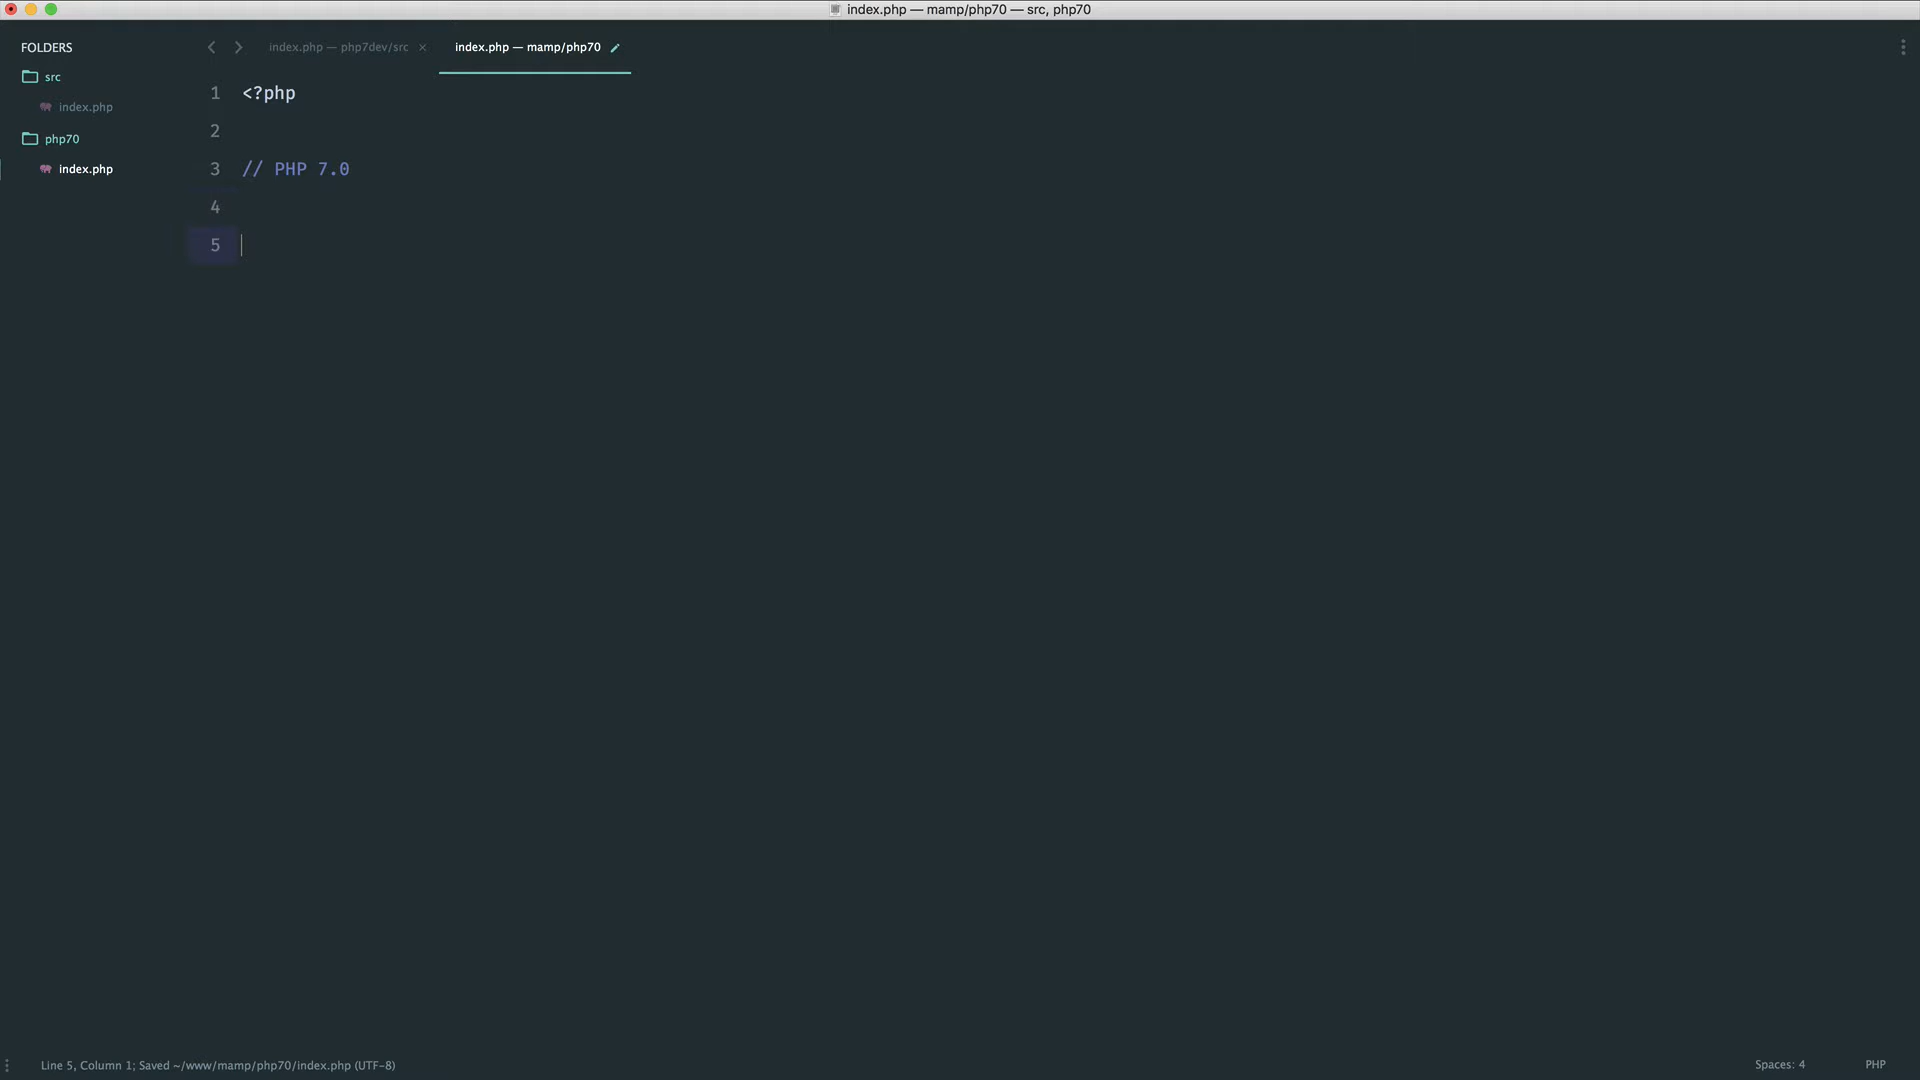 index.php — mamp/php70 — src, php70
FOLDERS
src
index.php
php70
index.php
index.php — php7dev/src ×
index.php — mamp/php70
1 <?php
2
3 // PHP 7.0
4
5
Line 5, Column 1; Saved ~/www/mamp/php70/index.php (UTF-8)
Spaces: 4
PHP